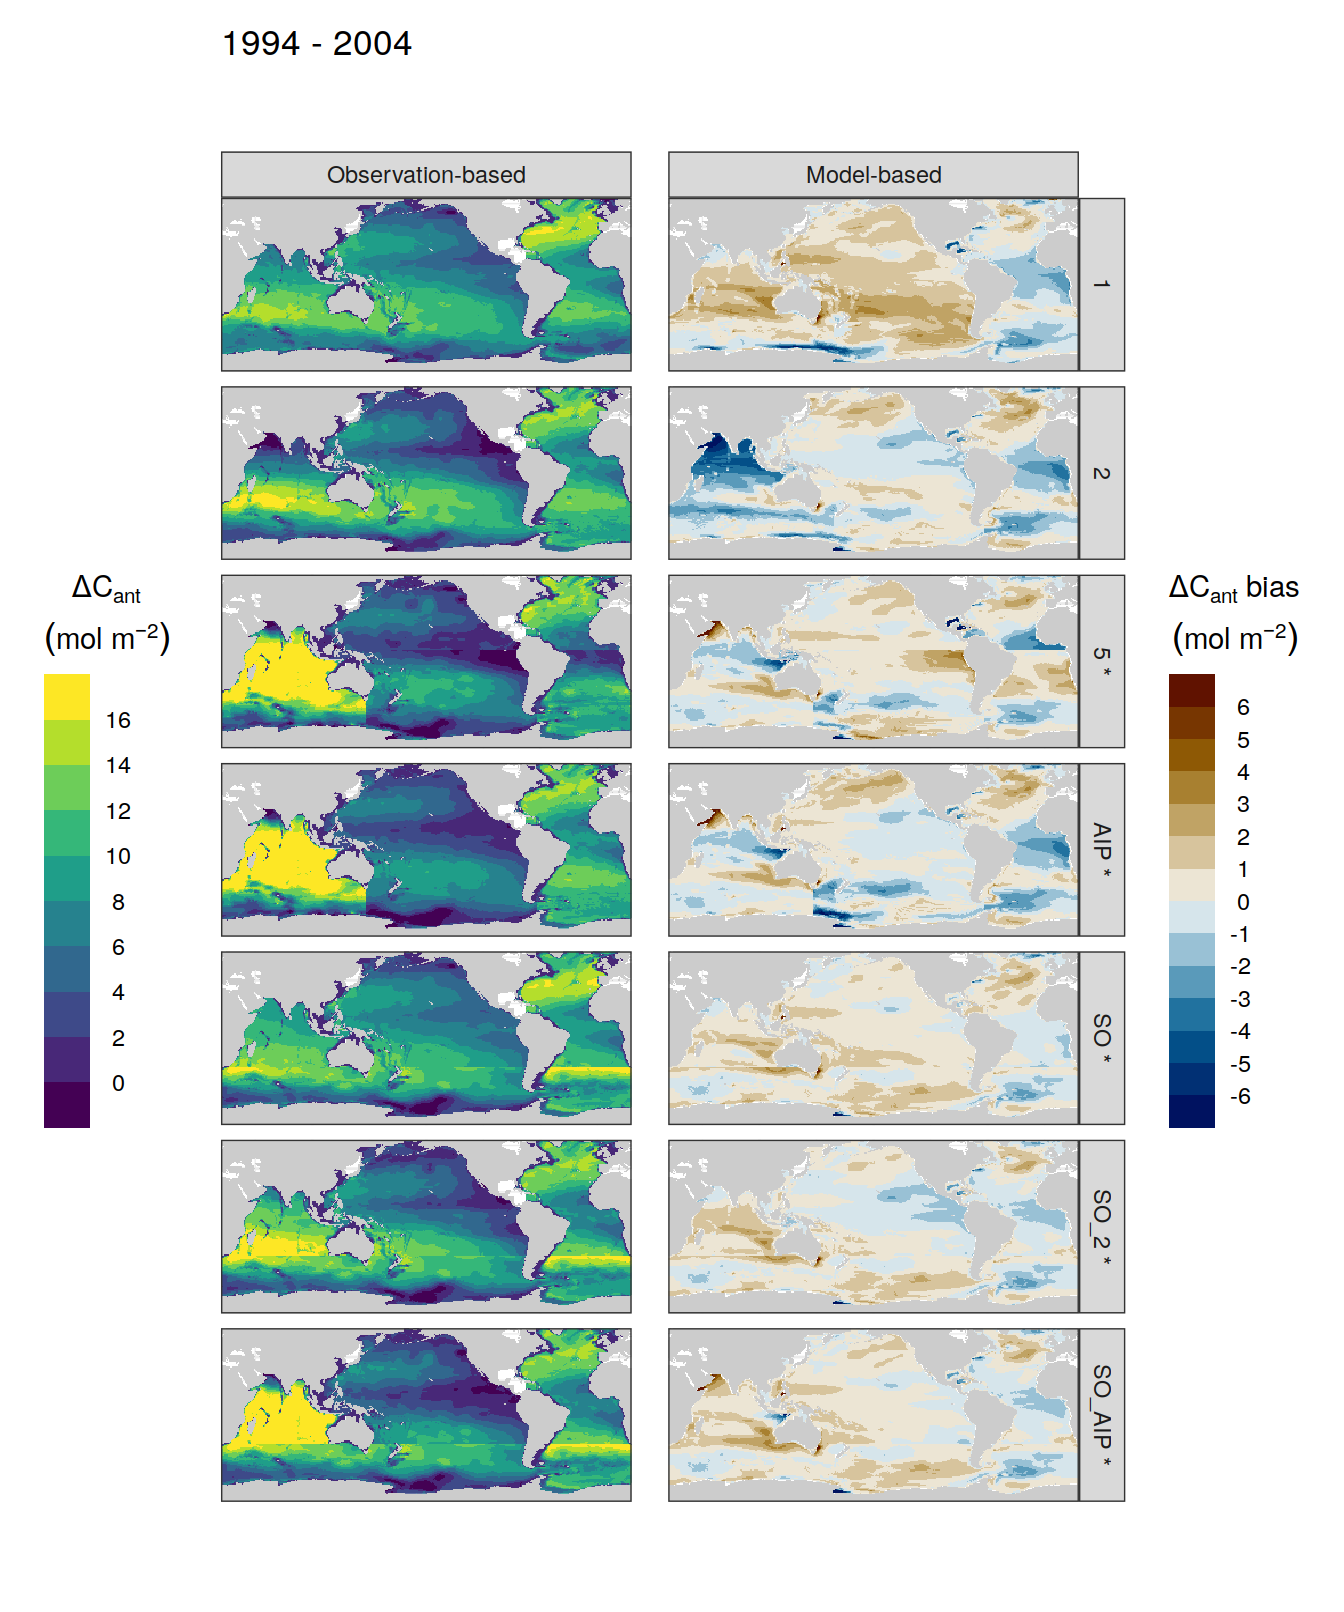 1994 - 2004
Observation-based
Model-based
1
2
5 *
AIP *
SO *
SO_2 *
SO_AIP *
ΔCant
(mol m−2)
16
14
12
10
8
6
4
2
0
ΔCant bias
(mol m−2)
6
5
4
3
2
1
0
-1
-2
-3
-4
-5
-6